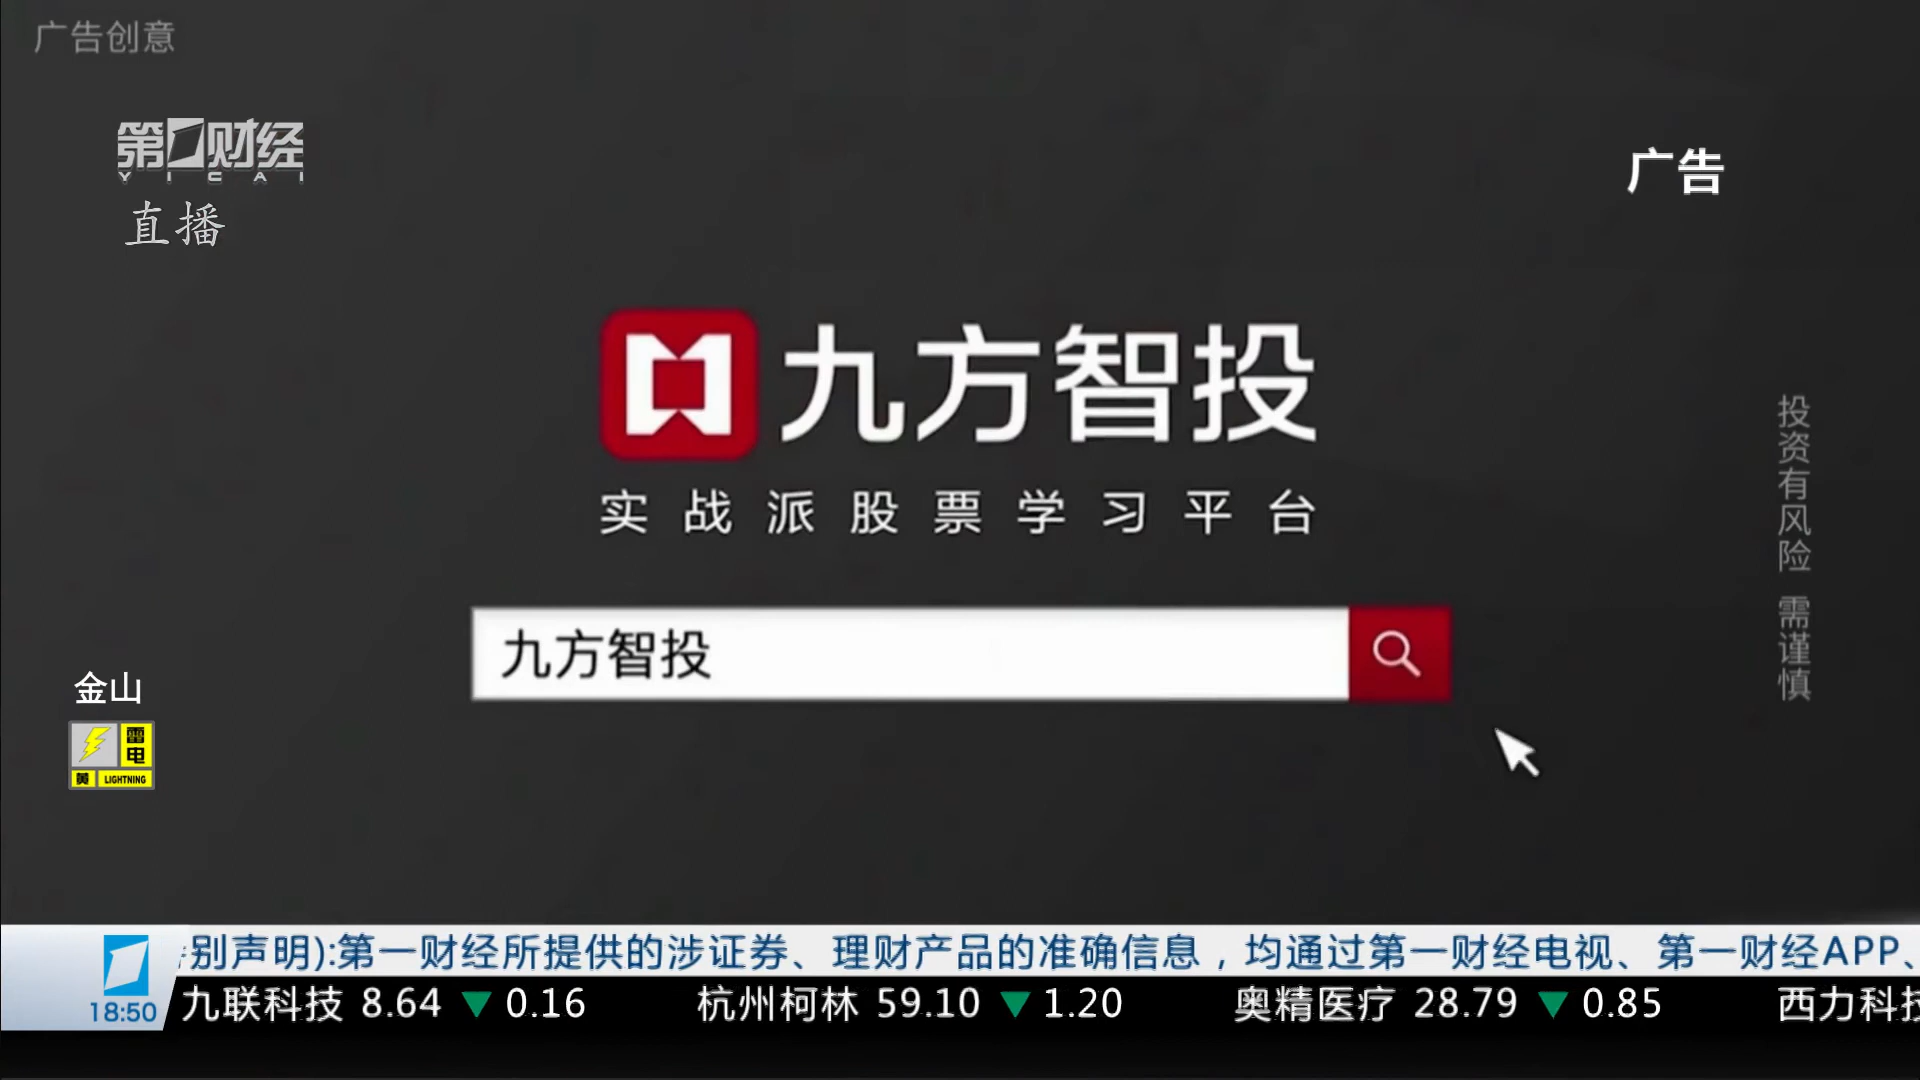 广告创意
第一财经
YICAI
直播
广告
九方智投
实战派股票学习平台
九方智投
投资有风险 需谨慎
金山
雷电
黄 LIGHTNING
别声明):第一财经所提供的涉证券、理财产品的准确信息，均通过第一财经电视、第一财经APP、
18:50
九联科技 8.64 ▼ 0.16 杭州柯林 59.10 ▼ 1.20 奥精医疗 28.79 ▼ 0.85 西力科技